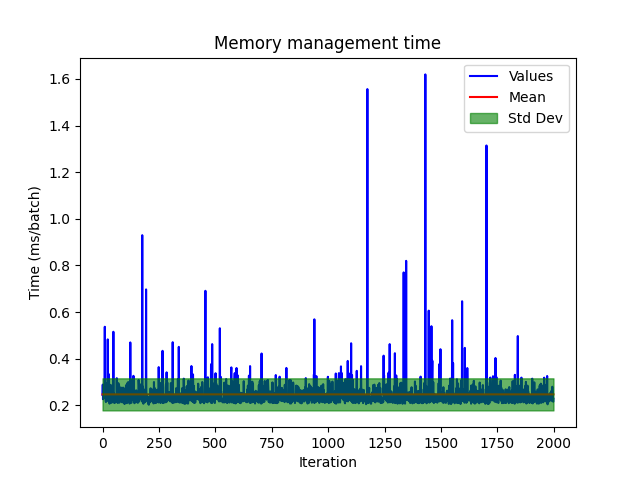 Memory management time
Values
Mean
Std Dev
Time (ms/batch)
1.6
1.4
1.2
1.0
0.8
0.6
0.4
0.2
0 250 500 750 1000 1250 1500 1750 2000
Iteration